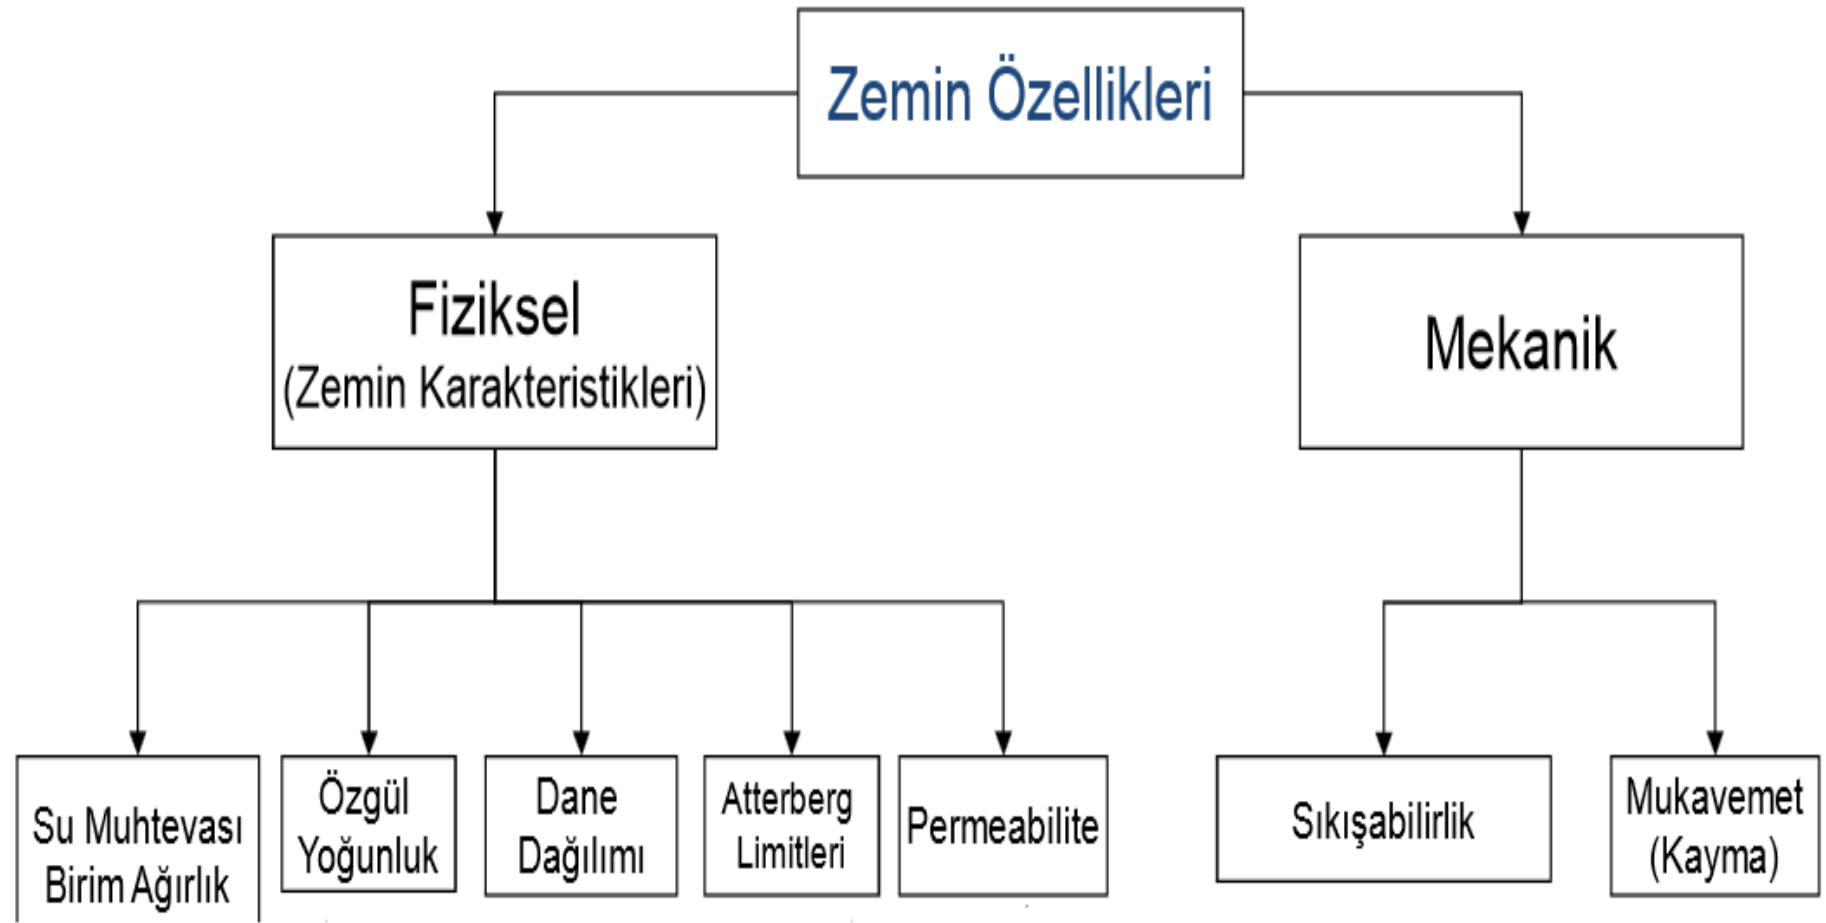 Zemin Özellikleri
Fiziksel
(Zemin Karakteristikleri)
Mekanik
Su Muhtevası
Birim Ağırlık
Özgül
Yoğunluk
Dane
Dağılımı
Atterberg
Limitleri
Permeabilite
Sıkışabilirlik
Mukavemet
(Kayma)